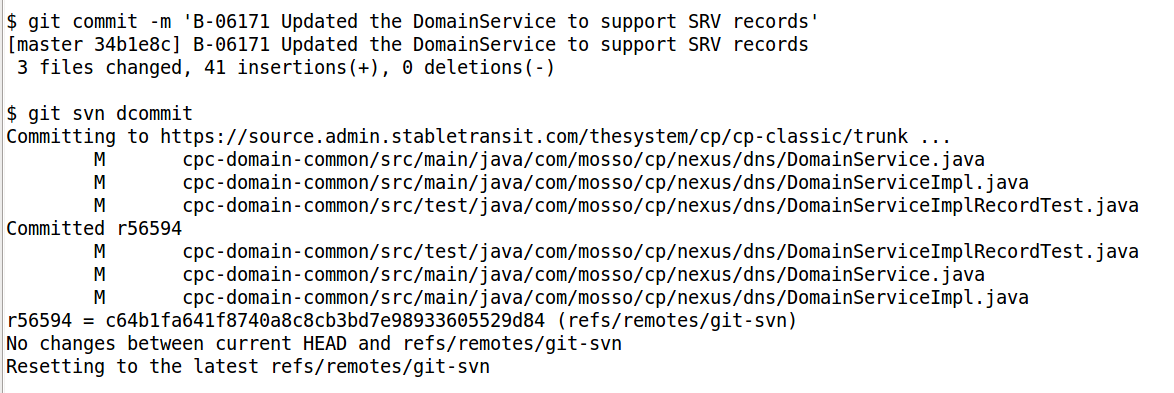 $ git commit -m 'B-06171 Updated the DomainService to support SRV records'
[master 34b1e8c] B-06171 Updated the DomainService to support SRV records
 3 files changed, 41 insertions(+), 0 deletions(-)

$ git svn dcommit
Committing to https://source.admin.stabletransit.com/thesystem/cp/cp-classic/trunk ...
        M       cpc-domain-common/src/main/java/com/mosso/cp/nexus/dns/DomainService.java
        M       cpc-domain-common/src/main/java/com/mosso/cp/nexus/dns/DomainServiceImpl.java
        M       cpc-domain-common/src/test/java/com/mosso/cp/nexus/dns/DomainServiceImplRecordTest.java
Committed r56594
        M       cpc-domain-common/src/test/java/com/mosso/cp/nexus/dns/DomainServiceImplRecordTest.java
        M       cpc-domain-common/src/main/java/com/mosso/cp/nexus/dns/DomainService.java
        M       cpc-domain-common/src/main/java/com/mosso/cp/nexus/dns/DomainServiceImpl.java
r56594 = c64b1fa641f8740a8c8cb3bd7e98933605529d84 (refs/remotes/git-svn)
No changes between current HEAD and refs/remotes/git-svn
Resetting to the latest refs/remotes/git-svn